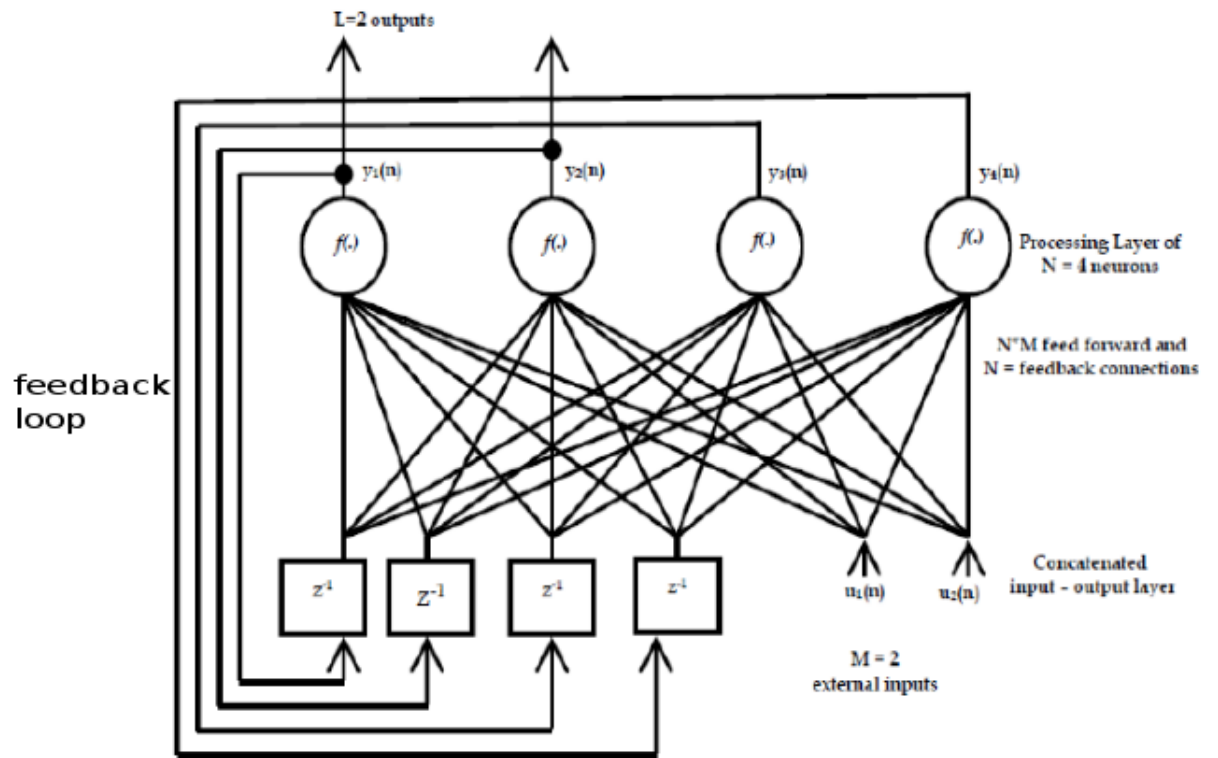 L=2 outputs
y₁(n)
y₂(n)
y₃(n)
y₄(n)
f(.)
f(.)
f(.)
f(.)
Processing Layer of
N = 4 neurons
N*M feed forward and
N = feedback connections
feedback
loop
z⁻¹
Z⁻¹
z⁻¹
z⁻¹
u₁(n)
u₂(n)
Concatenated
input – output layer
M = 2
external inputs